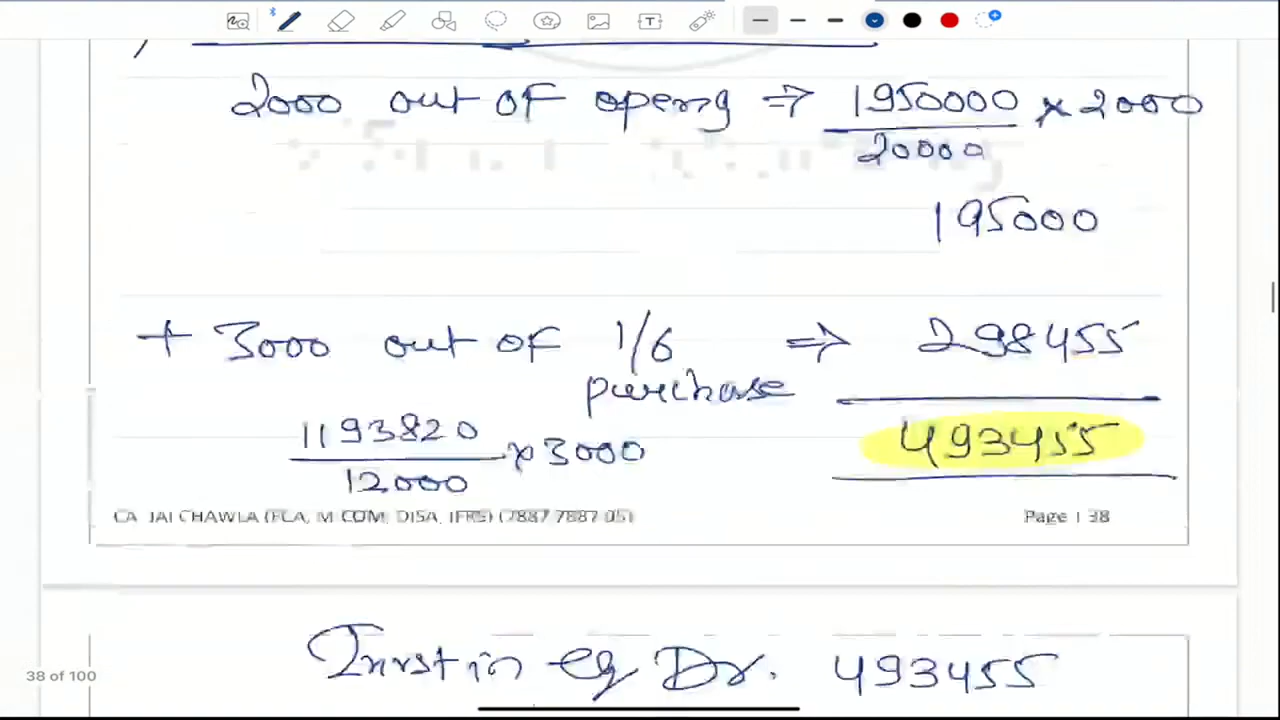 2000 out of opening ⇒ 1950000 × 2000
20000
195000
+ 3000 out of 1/6 ⇒ 298455
purchase
1193820 × 3000
12000
493455
CA JAI CHAWLA (FCA, M COM, DISA, IFRS) (7887 7887 05)
Page | 38
Invst in Eq Dr. 493455
38 of 100